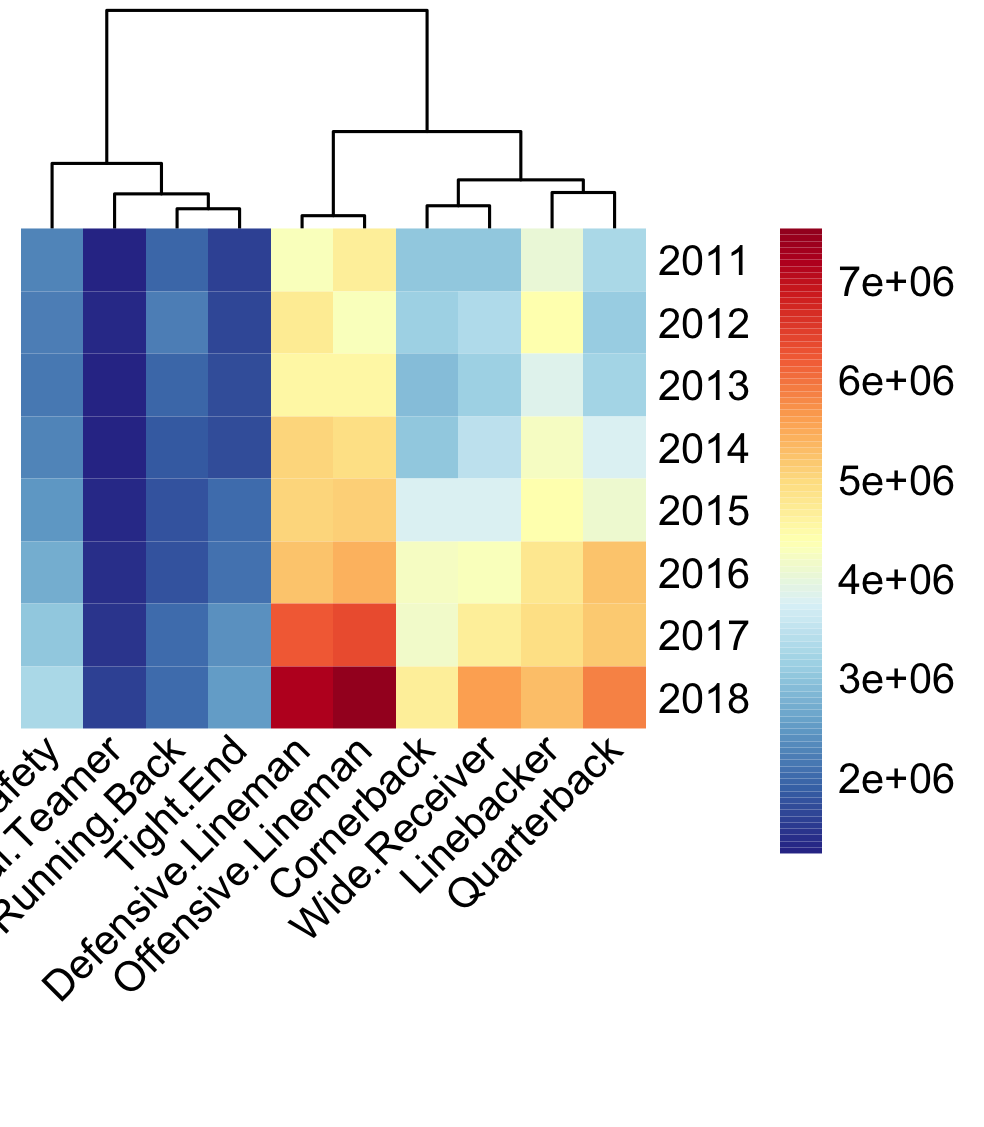 2011
2012
2013
2014
2015
2016
2017
2018
7e+06
6e+06
5e+06
4e+06
3e+06
2e+06
afety
al.Teamer
Running.Back
Tight.End
Defensive.Lineman
Offensive.Lineman
Cornerback
Wide.Receiver
Linebacker
Quarterback